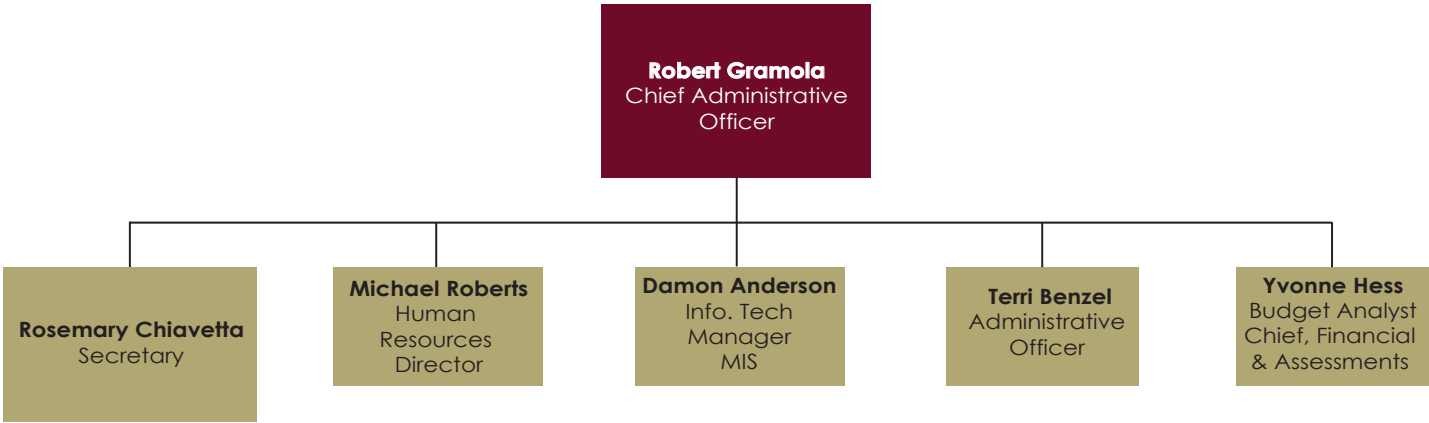 Robert Gramola
Chief Administrative
Officer
Rosemary Chiavetta
Secretary
Michael Roberts
Human
Resources
Director
Damon Anderson
Info. Tech
Manager
MIS
Terri Benzel
Administrative
Officer
Yvonne Hess
Budget Analyst
Chief, Financial
& Assessments